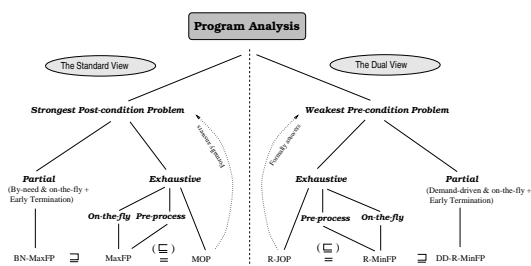 Program Analysis
The Standard View
The Dual View
Strongest Post-condition Problem
Weakest Pre-condition Problem
Formally answers
Formally answers
Partial
(By-need & on-the-fly +
Early Termination)
Exhaustive
Exhaustive
Partial
(Demand-driven & on-the-fly +
Early Termination)
On-the-fly Pre-process
Pre-process On-the-fly
BN-MaxFP ⊒ MaxFP (⊑) = MOP R-JOP (⊑) = R-MinFP ⊒ DD-R-MinFP